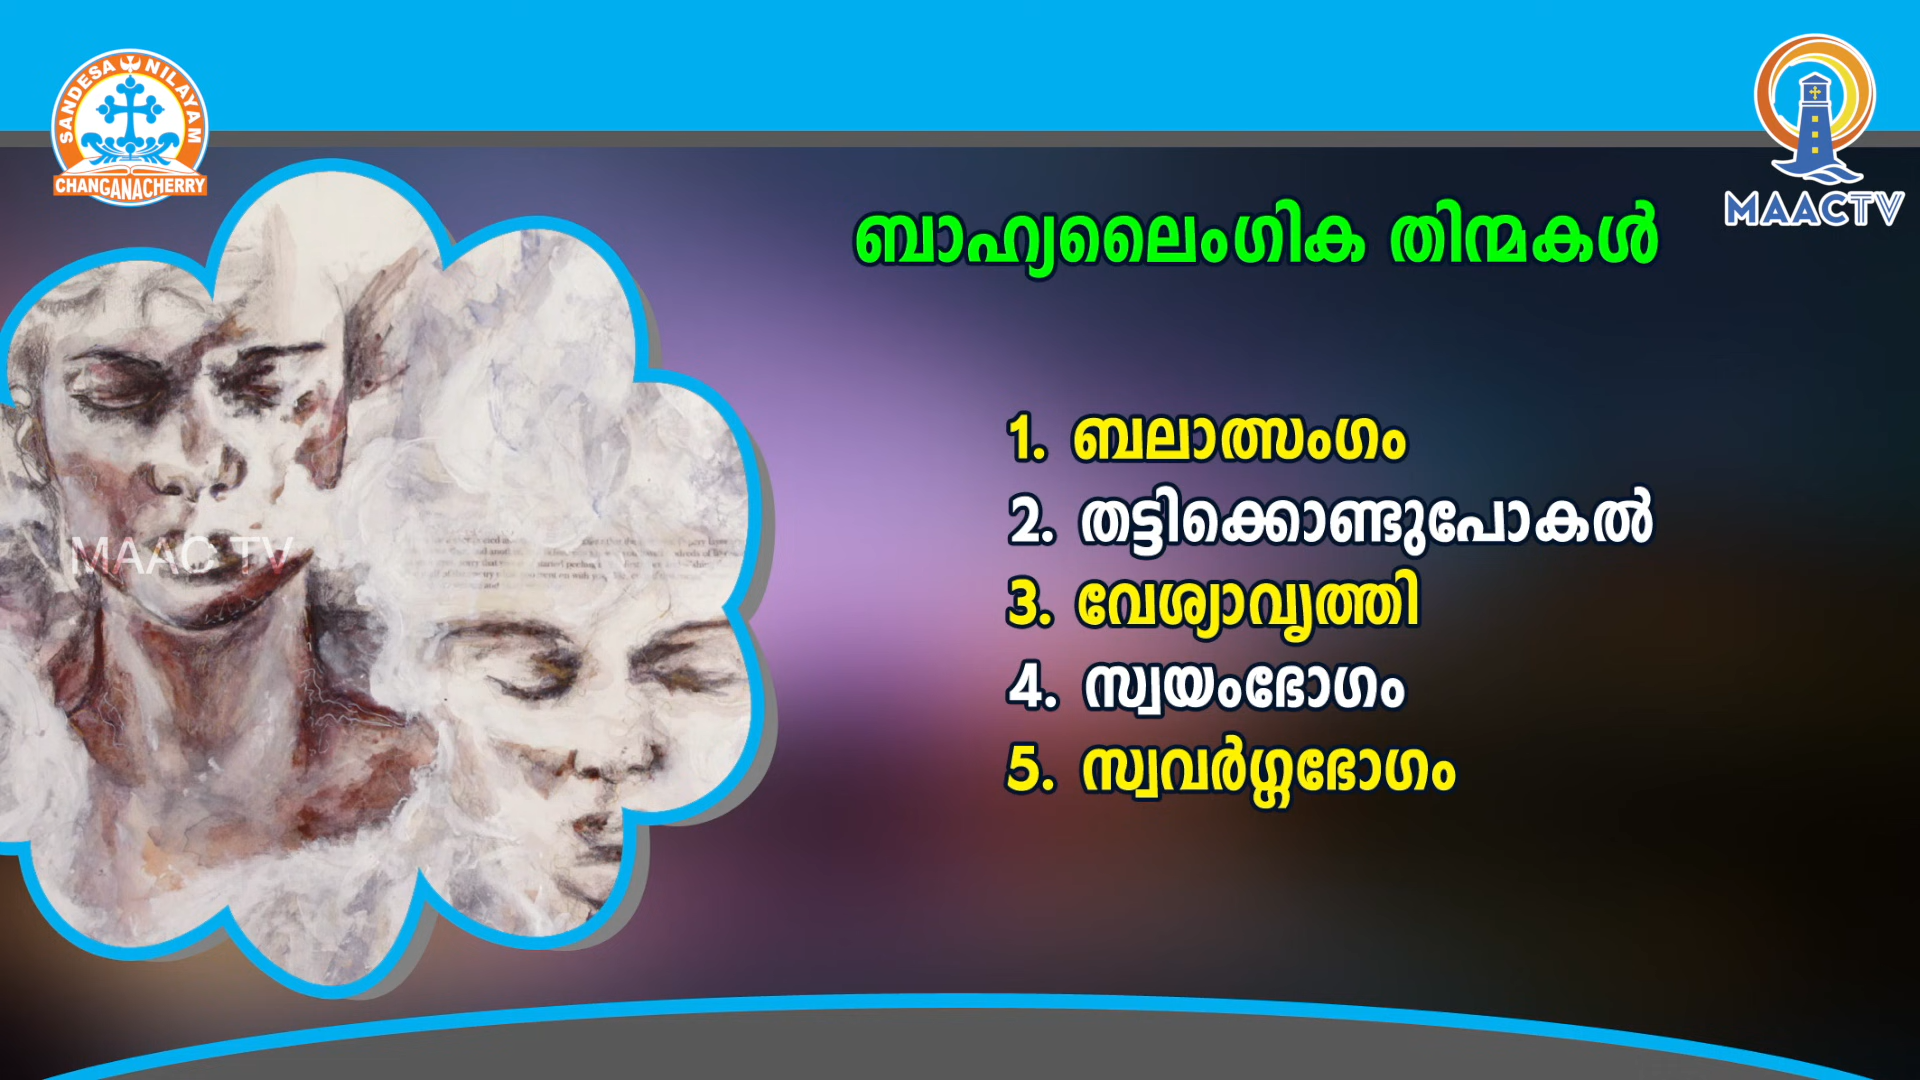 SANDESA NILAYAM
CHANGANACHERRY
MAACTV
ബാഹ്യലൈംഗിക തിന്മകൾ
1. ബലാത്സംഗം
2. തട്ടിക്കൊണ്ടുപോകൽ
3. വേശ്യാവൃത്തി
4. സ്വയംഭോഗം
5. സ്വവർഗ്ഗഭോഗം
MAAC TV